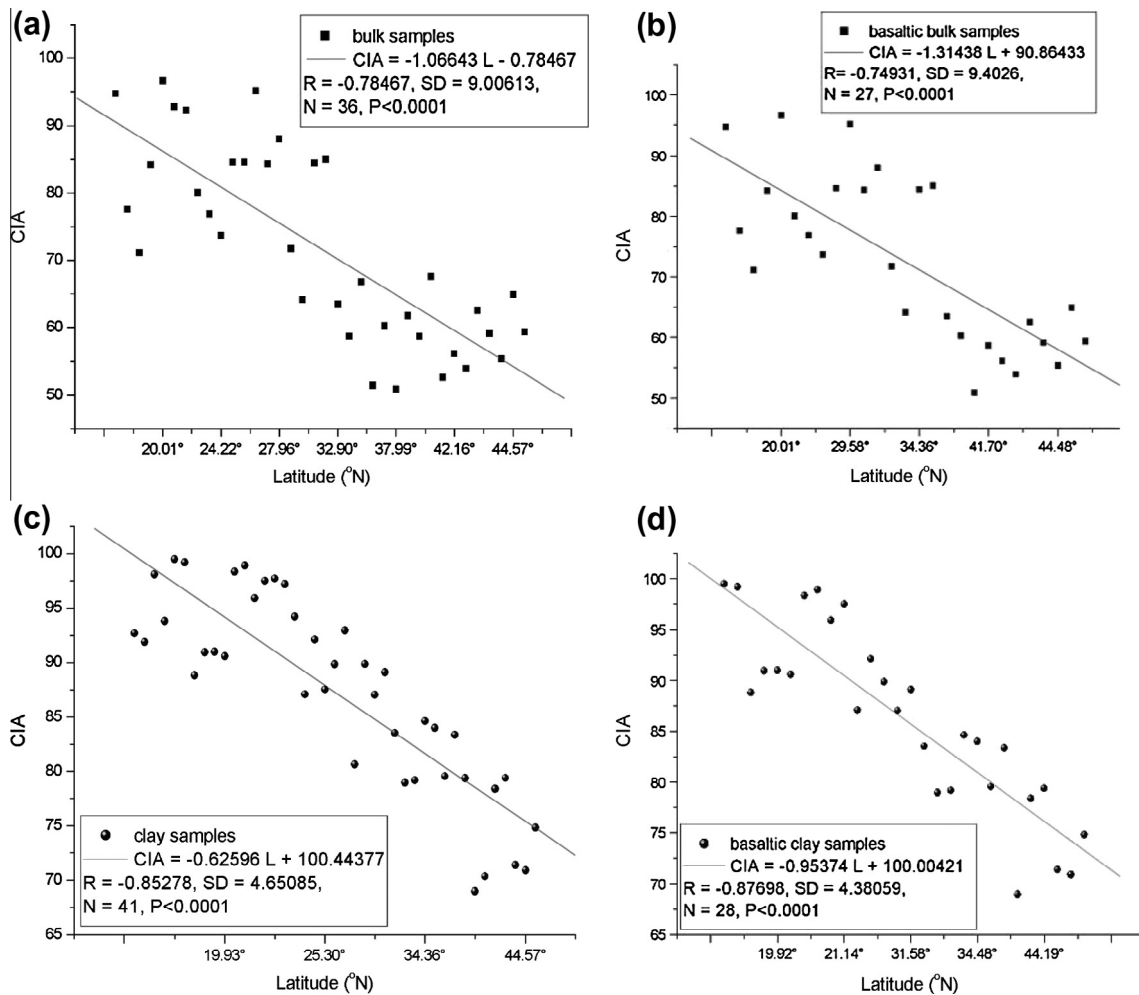 (a)
bulk samples
CIA = -1.06643 L - 0.78467
R = -0.78467, SD = 9.00613,
N = 36, P<0.0001
100
90
80
70
60
50
CIA
20.01° 24.22° 27.96° 32.90° 37.99° 42.16° 44.57°
Latitude (°N)
(b)
basaltic bulk samples
CIA = -1.31438 L + 90.86433
R= -0.74931, SD = 9.4026,
N = 27, P<0.0001
100
90
80
70
60
50
CIA
20.01° 29.58° 34.36° 41.70° 44.48°
Latitude (°N)
(c)
100
95
90
85
80
75
70
65
CIA
clay samples
CIA = -0.62596 L + 100.44377
R = -0.85278, SD = 4.65085,
N = 41, P<0.0001
19.93° 25.30° 34.36° 44.57°
Latitude (°N)
(d)
100
95
90
85
80
75
70
65
CIA
basaltic clay samples
CIA = -0.95374 L + 100.00421
R = -0.87698, SD = 4.38059,
N = 28, P<0.0001
19.92° 21.14° 31.58° 34.48° 44.19°
Latitude (°N)